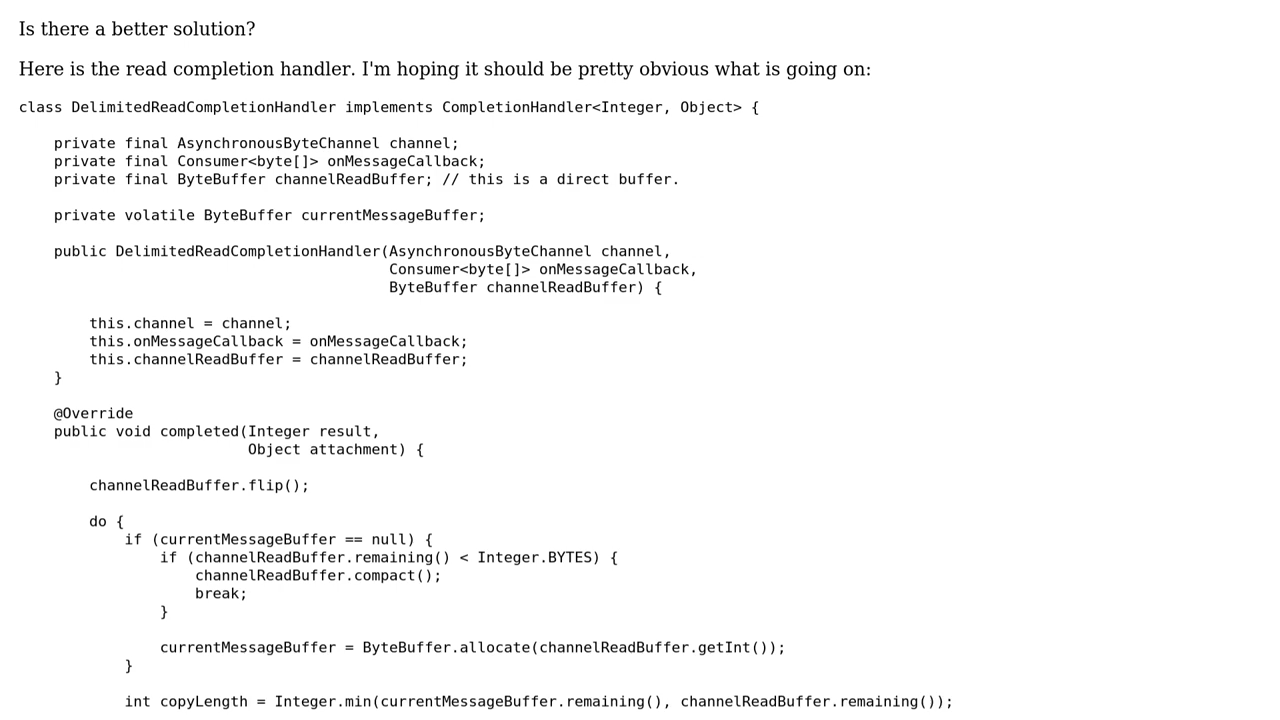 Is there a better solution?
Here is the read completion handler. I'm hoping it should be pretty obvious what is going on:
class DelimitedReadCompletionHandler implements CompletionHandler<Integer, Object> {
    private final AsynchronousByteChannel channel;
    private final Consumer<byte[]> onMessageCallback;
    private final ByteBuffer channelReadBuffer; // this is a direct buffer.
    private volatile ByteBuffer currentMessageBuffer;
    public DelimitedReadCompletionHandler(AsynchronousByteChannel channel,
                                          Consumer<byte[]> onMessageCallback,
                                          ByteBuffer channelReadBuffer) {
        this.channel = channel;
        this.onMessageCallback = onMessageCallback;
        this.channelReadBuffer = channelReadBuffer;
    }
    @Override
    public void completed(Integer result,
                          Object attachment) {
        channelReadBuffer.flip();
        do {
            if (currentMessageBuffer == null) {
                if (channelReadBuffer.remaining() < Integer.BYTES) {
                    channelReadBuffer.compact();
                    break;
                }
                currentMessageBuffer = ByteBuffer.allocate(channelReadBuffer.getInt());
            }
            int copyLength = Integer.min(currentMessageBuffer.remaining(), channelReadBuffer.remaining());